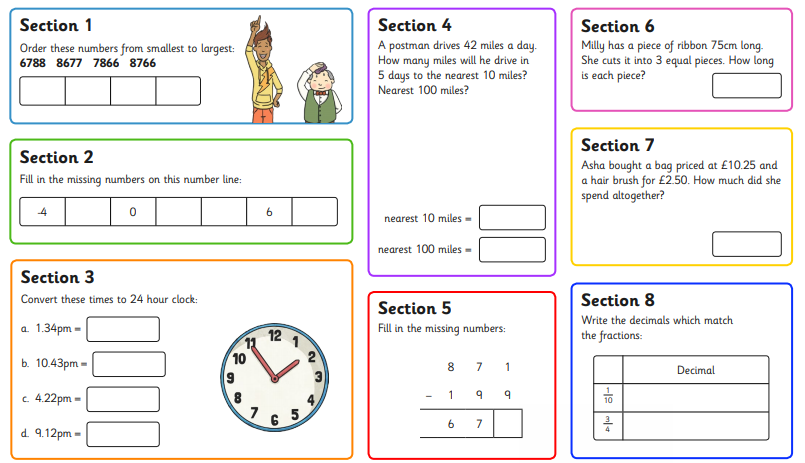 Section 1
Order these numbers from smallest to largest:
6788 8677 7866 8766
Section 2
Fill in the missing numbers on this number line:
-4 0 6
Section 3
Convert these times to 24 hour clock:
a. 1.34pm =
b. 10.43pm =
c. 4.22pm =
d. 9.12pm =
12
1
2
3
4
5
6
7
8
9
10
11
Section 4
A postman drives 42 miles a day.
How many miles will he drive in
5 days to the nearest 10 miles?
Nearest 100 miles?
nearest 10 miles =
nearest 100 miles =
Section 5
Fill in the missing numbers:
8 7 1
– 1 9 9
6 7
Section 6
Milly has a piece of ribbon 75cm long.
She cuts it into 3 equal pieces. How long
is each piece?
Section 7
Asha bought a bag priced at £10.25 and
a hair brush for £2.50. How much did she
spend altogether?
Section 8
Write the decimals which match
the fractions:
Decimal
1/10
3/4